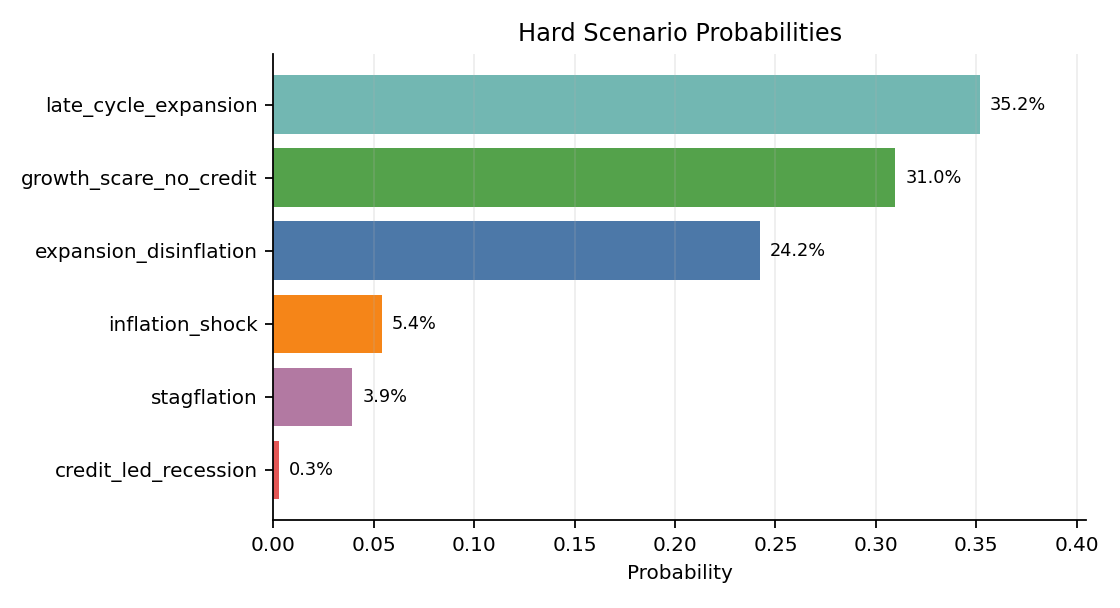 Hard Scenario Probabilities
late_cycle_expansion 35.2%
growth_scare_no_credit 31.0%
expansion_disinflation 24.2%
inflation_shock 5.4%
stagflation 3.9%
credit_led_recession 0.3%
0.00 0.05 0.10 0.15 0.20 0.25 0.30 0.35 0.40
Probability